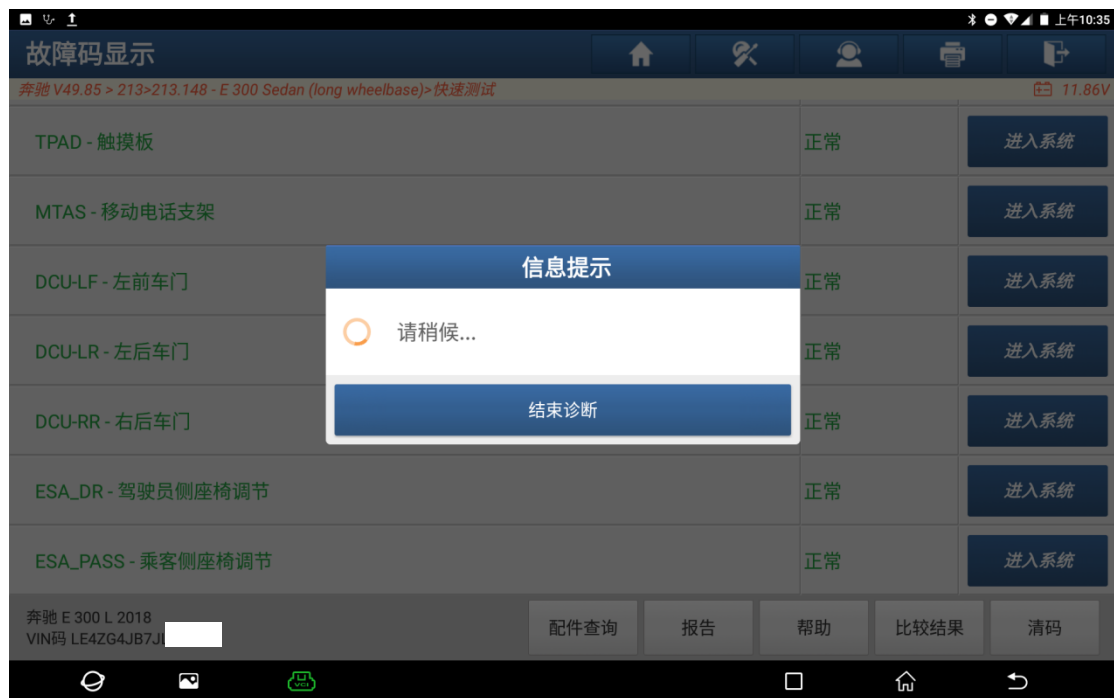 上午10:35
故障码显示
奔驰 V49.85 > 213>213.148 - E 300 Sedan (long wheelbase)>快速测试
11.86V
TPAD - 触摸板
正常
进入系统
MTAS - 移动电话支架
正常
进入系统
信息提示
DCU-LF - 左前车门
正常
进入系统
请稍候...
DCU-LR - 左后车门
正常
进入系统
结束诊断
DCU-RR - 右后车门
正常
进入系统
ESA_DR - 驾驶员侧座椅调节
正常
进入系统
ESA_PASS - 乘客侧座椅调节
正常
进入系统
奔驰 E 300 L 2018
VIN码 LE4ZG4JB7JL
配件查询
报告
帮助
比较结果
清码
VCI